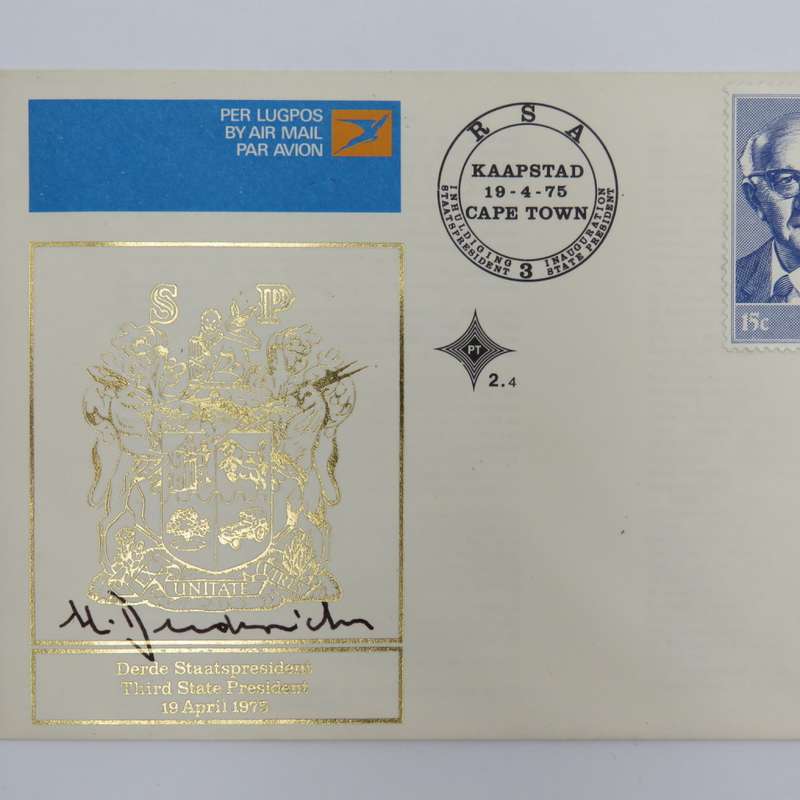 PER LUGPOS
BY AIR MAIL
PAR AVION
RSA
KAAPSTAD
19-4-75
CAPE TOWN
INHULDIGING
STAATSPRESIDENT
3
INAUGURATION
STATE PRESIDENT
15c
PT
2.4
S P
UNITATE
Derde Staatspresident
Third State President
19 April 1975